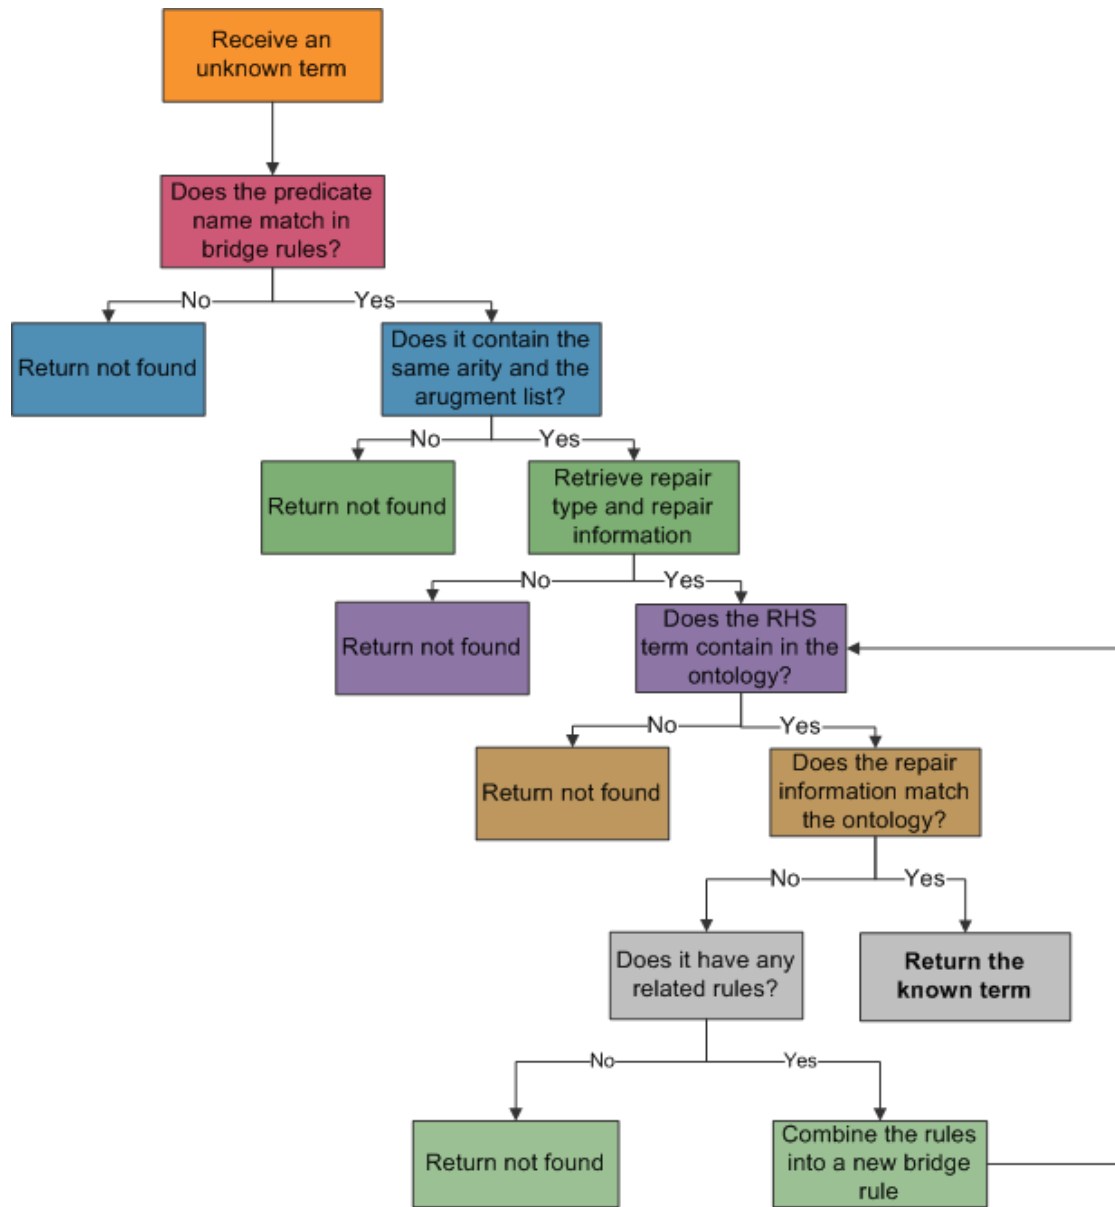 Receive an
unknown term
Does the predicate
name match in
bridge rules?
No
Yes
Return not found
Does it contain the
same arity and the
arugment list?
No
Yes
Return not found
Retrieve repair
type and repair
information
No
Yes
Return not found
Does the RHS
term contain in the
ontology?
No
Yes
Return not found
Does the repair
information match
the ontology?
No
Yes
Does it have any
related rules?
Return the
known term
No
Yes
Return not found
Combine the rules
into a new bridge
rule